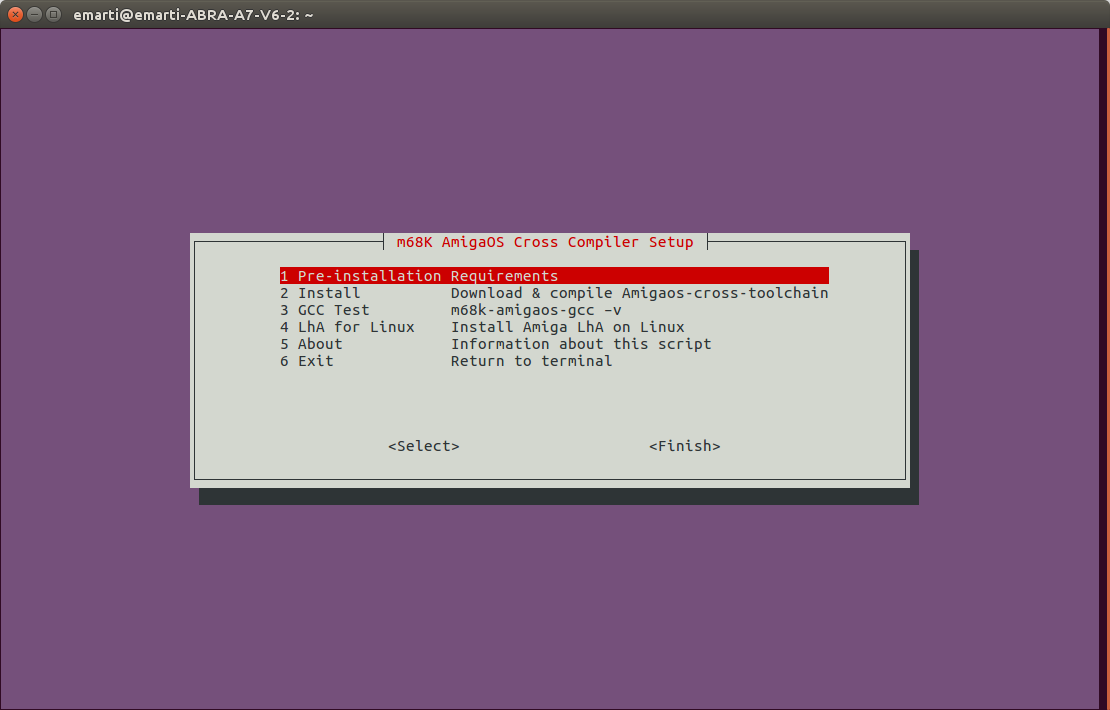 emarti@emarti-ABRA-A7-V6-2: ~
m68K AmigaOS Cross Compiler Setup
1 Pre-installation Requirements
2 Install Download & compile Amigaos-cross-toolchain
3 GCC Test m68k-amigaos-gcc –v
4 LhA for Linux Install Amiga LhA on Linux
5 About Information about this script
6 Exit Return to terminal
<Select> <Finish>